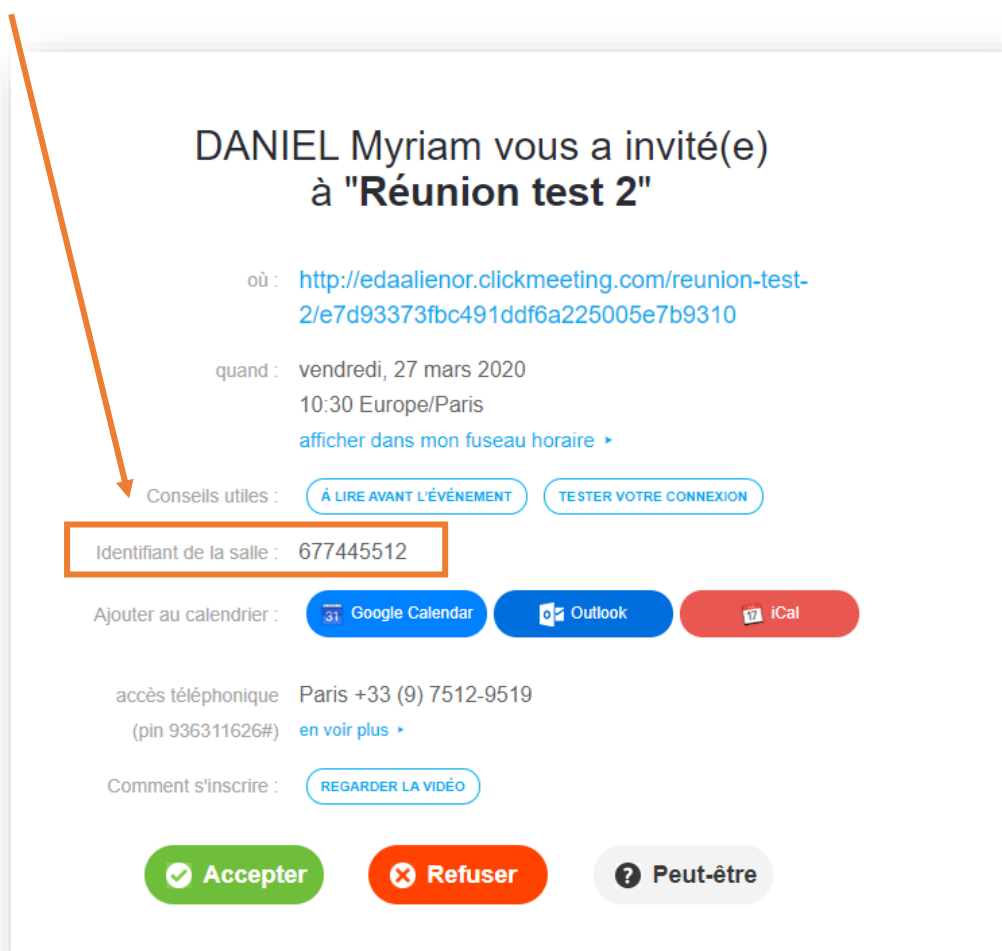 DANIEL Myriam vous a invité(e)
à "Réunion test 2"
où : http://edaalienor.clickmeeting.com/reunion-test-
2/e7d93373fbc491ddf6a225005e7b9310
quand : vendredi, 27 mars 2020
10:30 Europe/Paris
afficher dans mon fuseau horaire ▸
Conseils utiles : À LIRE AVANT L'ÉVÉNEMENT TESTER VOTRE CONNEXION
Identifiant de la salle : 677445512
Ajouter au calendrier : 31 Google Calendar Outlook 17 iCal
accès téléphonique Paris +33 (9) 7512-9519
(pin 936311626#) en voir plus ▸
Comment s'inscrire : REGARDER LA VIDÉO
Accepter Refuser ? Peut-être